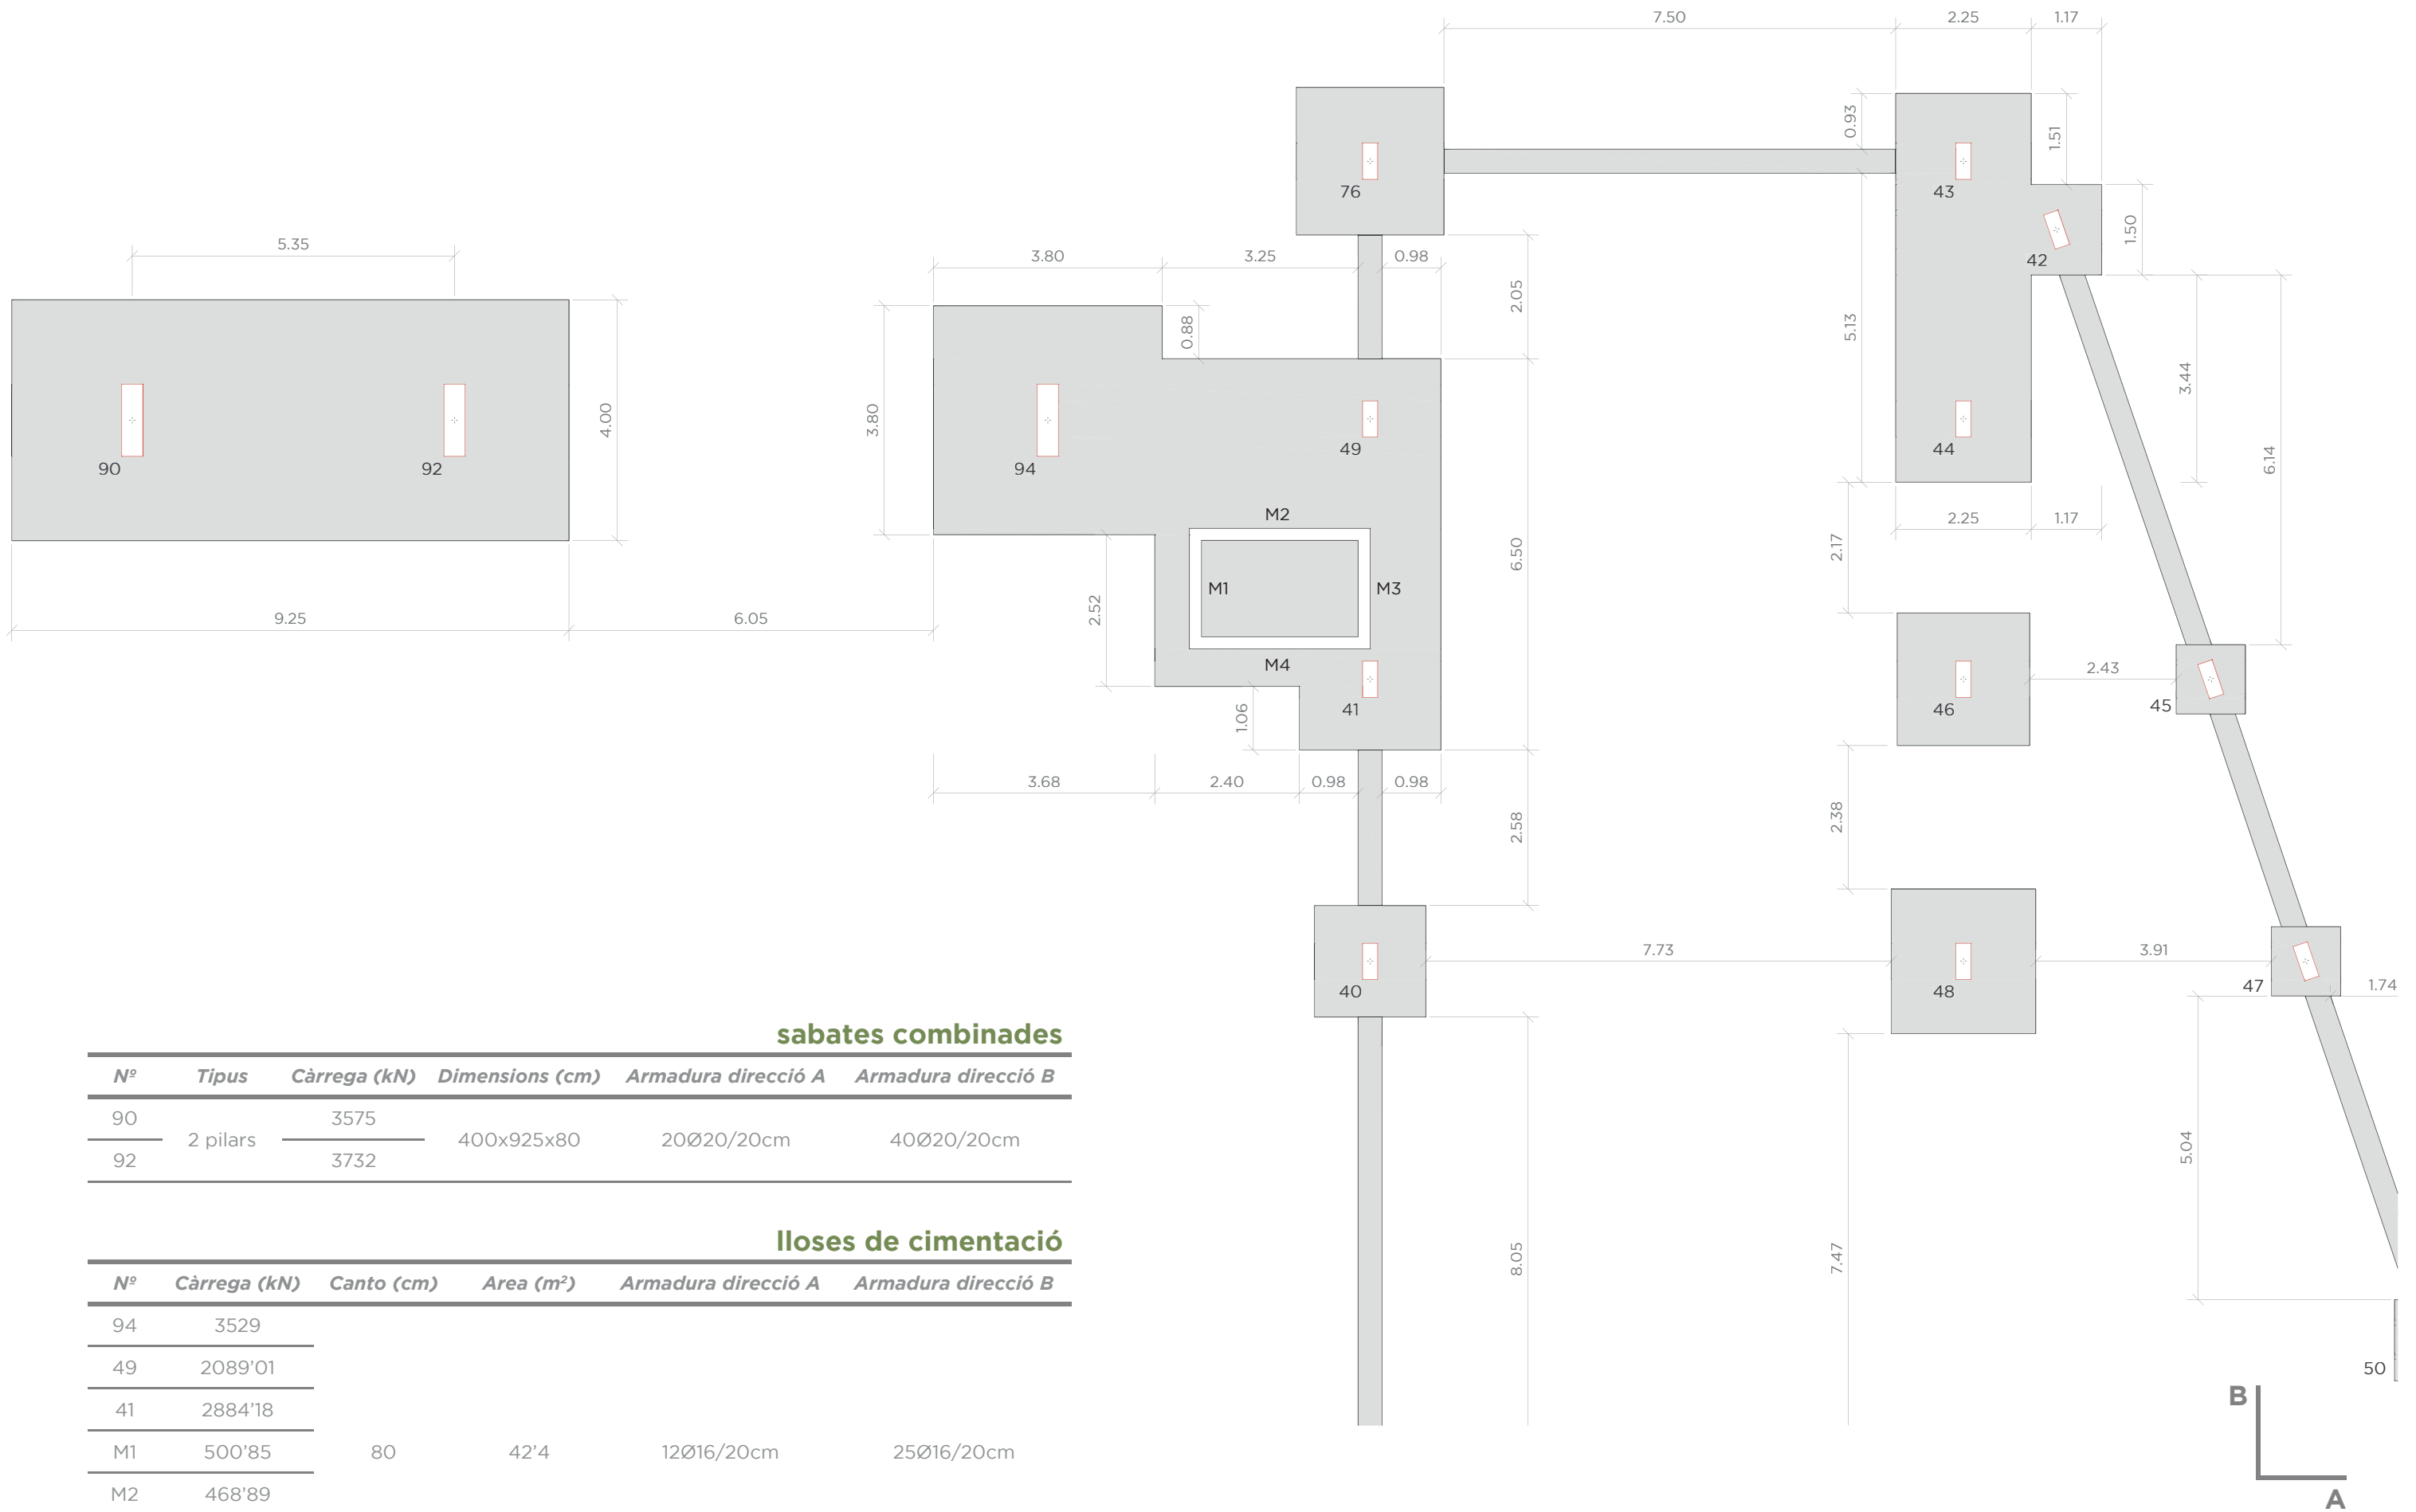 7.50 2.25 1.17
0.93
1.51
76 43
1.50
5.35 3.80 3.25 0.98 42
2.05
0.88
5.13
3.44
4.00 3.80
49 44
90 92 94
6.14
M2
2.25 1.17
2.17
6.50
M1 M3
2.52
9.25 6.05
M4 2.43
41 46 45
1.06
3.68 2.40 0.98 0.98
2.38
2.58
7.73 3.91
40 48 47 1.74
sabates combinades
Nº Tipus Càrrega (kN) Dimensions (cm) Armadura direcció A Armadura direcció B
90 3575
2 pilars 400x925x80 20Ø20/20cm 40Ø20/20cm
92 3732
5.04
lloses de cimentació
8.05 7.47
Nº Càrrega (kN) Canto (cm) Area (m²) Armadura direcció A Armadura direcció B
94 3529
49 2089'01
50
41 2884'18
B
M1 500'85 80 42'4 12Ø16/20cm 25Ø16/20cm
M2 468'89
A